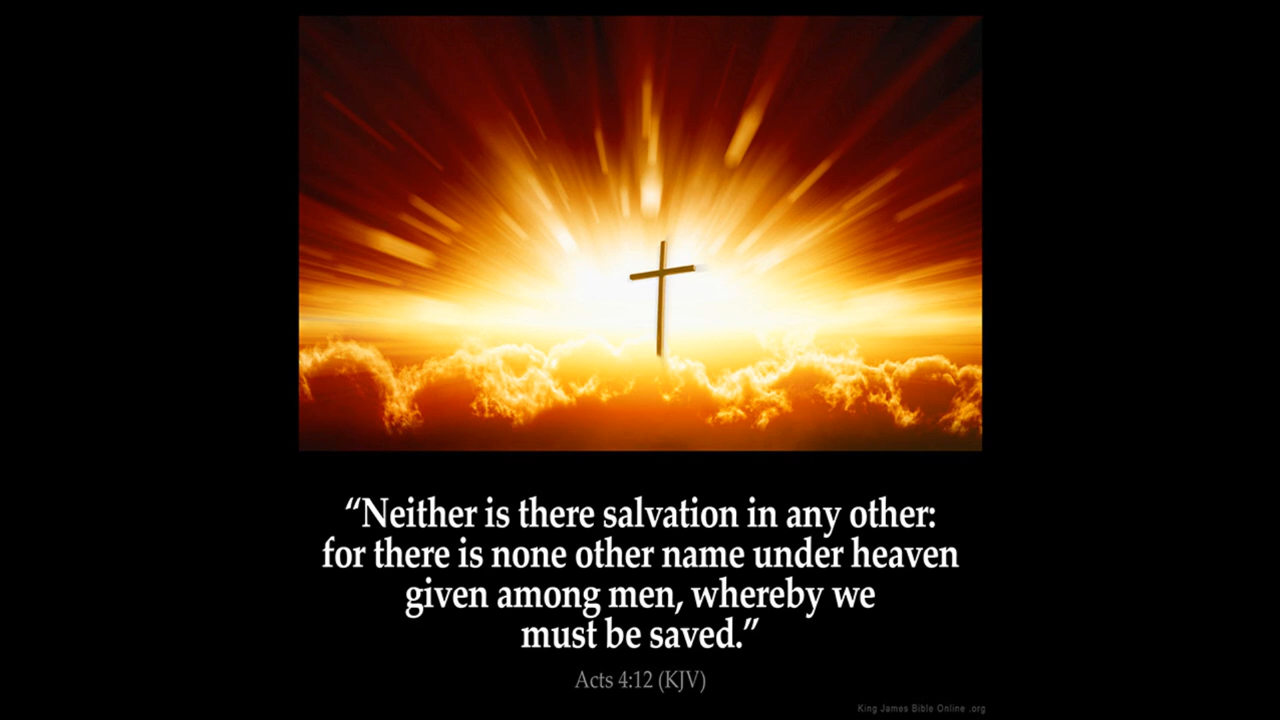 “Neither is there salvation in any other:
for there is none other name under heaven
given among men, whereby we
must be saved.”
Acts 4:12 (KJV)
King James Bible Online .org